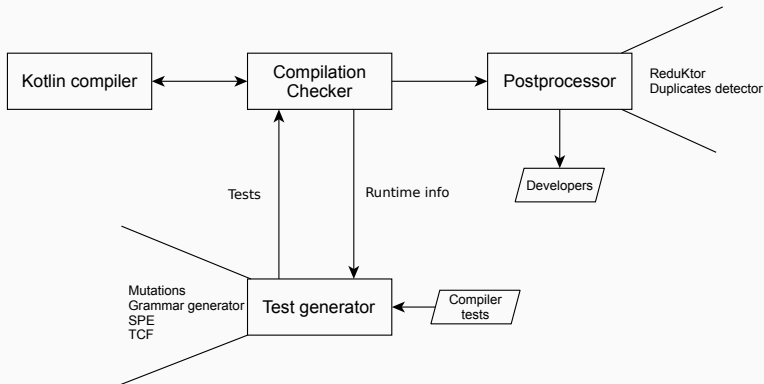 Kotlin compiler
Compilation
Checker
Postprocessor
ReduKtor
Duplicates detector
Developers
Tests
Runtime info
Mutations
Grammar generator
SPE
TCF
Test generator
Compiler
tests